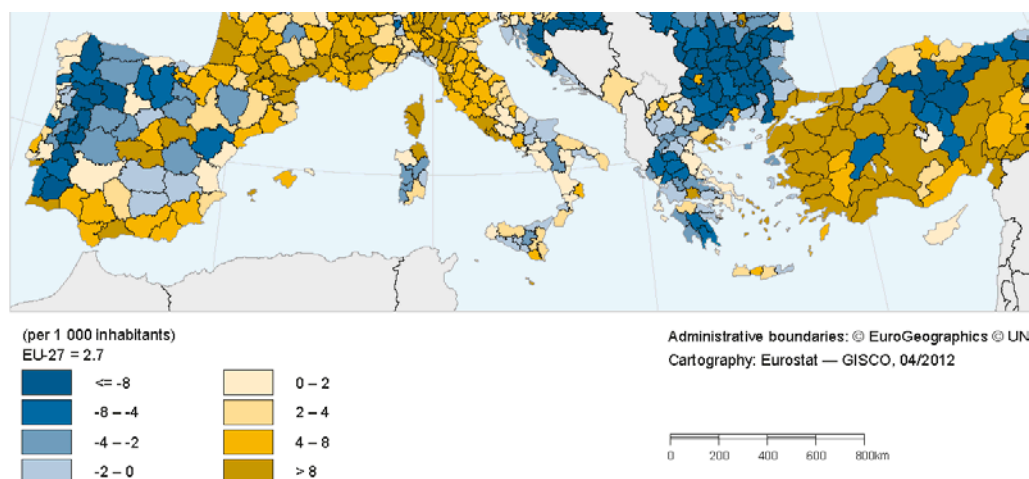 (per 1 000 inhabitants)
EU-27 = 2.7
<= -8
-8 – -4
-4 – -2
-2 – 0
0 – 2
2 – 4
4 – 8
> 8
Administrative boundaries: © EuroGeographics © UN
Cartography: Eurostat — GISCO, 04/2012
0 200 400 600 800km